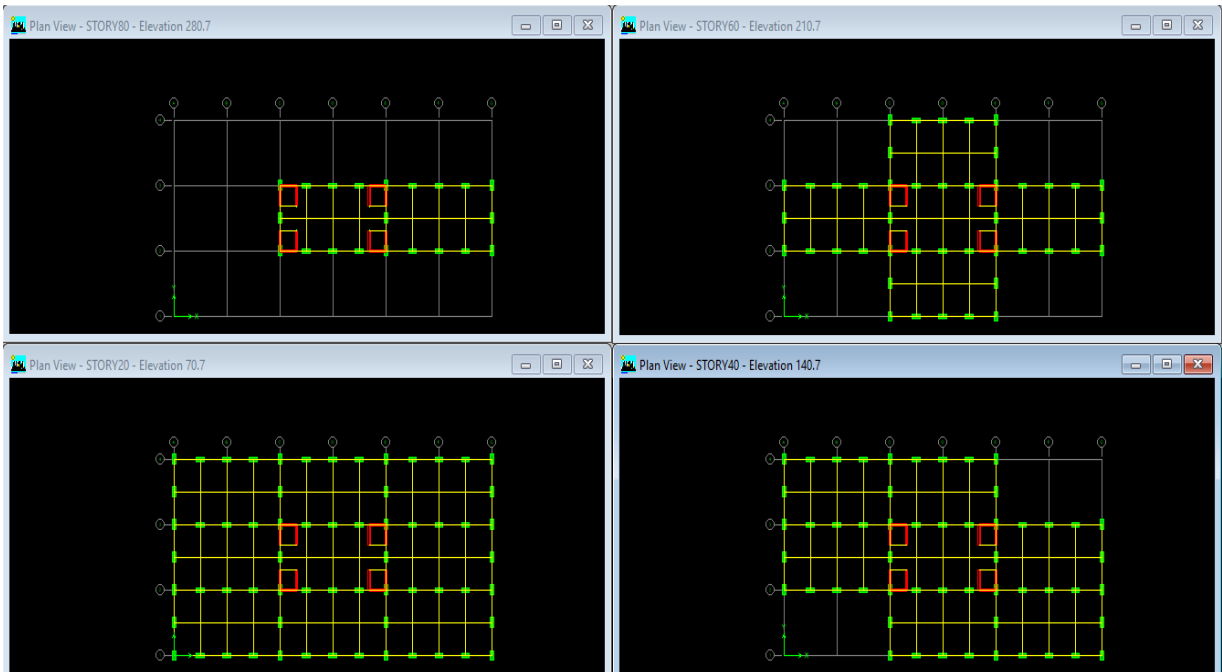 Plan View - STORY80 - Elevation 280.7
Plan View - STORY60 - Elevation 210.7
Plan View - STORY20 - Elevation 70.7
Plan View - STORY40 - Elevation 140.7